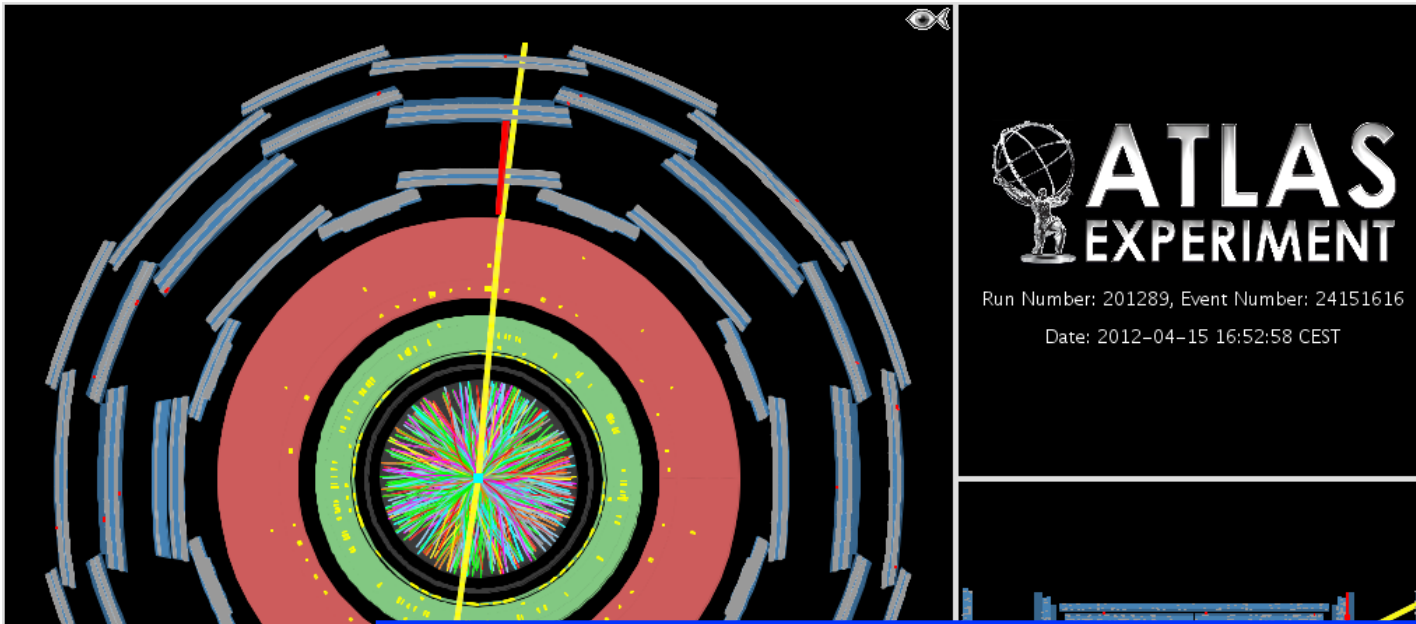 ATLAS
EXPERIMENT
Run Number: 201289, Event Number: 24151616
Date: 2012-04-15 16:52:58 CEST